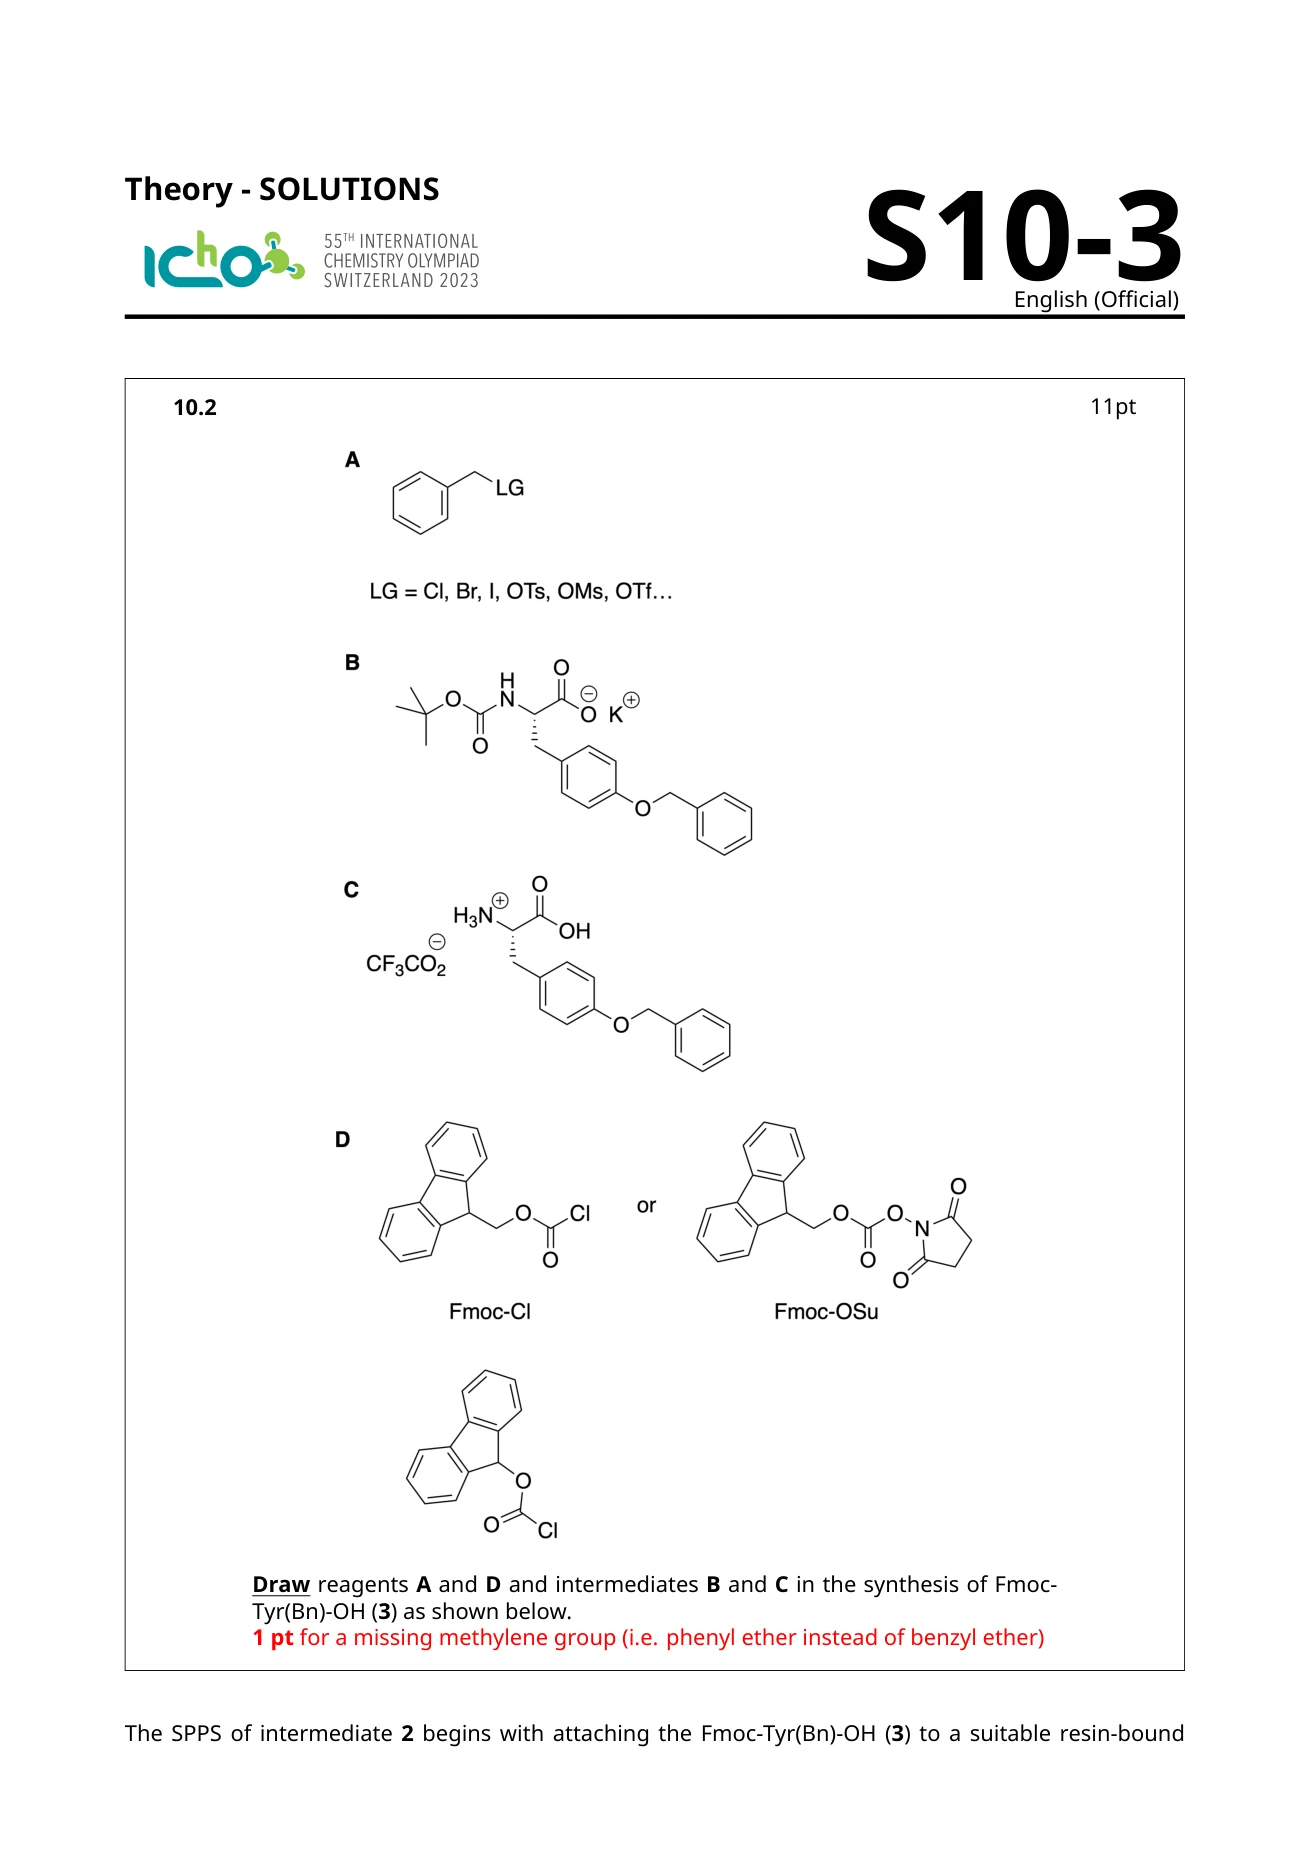 Theory - SOLUTIONS
S10-3
IChO
55TH INTERNATIONAL
CHEMISTRY OLYMPIAD
SWITZERLAND 2023
English (Official)
10.2
11pt
A
LG
LG = Cl, Br, I, OTs, OMs, OTf...
B
O
H
N
O
O
⊖
O
K
⊕
O
C
O
H3N
⊕
OH
⊖
CF3CO2
O
D
O
Cl
O
or
O
O
N
O
O
O
Fmoc-Cl
Fmoc-OSu
O
O
Cl
Draw reagents A and D and intermediates B and C in the synthesis of Fmoc-
Tyr(Bn)-OH (3) as shown below.
1 pt for a missing methylene group (i.e. phenyl ether instead of benzyl ether)
The SPPS of intermediate 2 begins with attaching the Fmoc-Tyr(Bn)-OH (3) to a suitable resin-bound